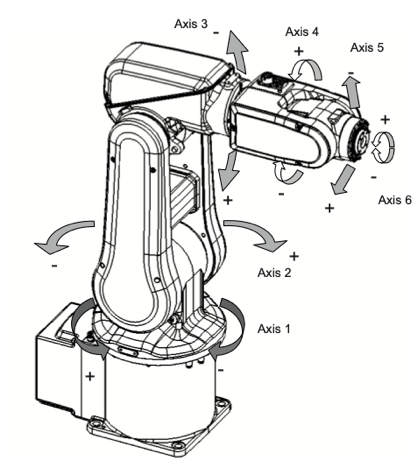 Axis 3
-
Axis 4
+
Axis 5
-
+
-
Axis 6
+
-
+
-
+
Axis 2
Axis 1
+
-